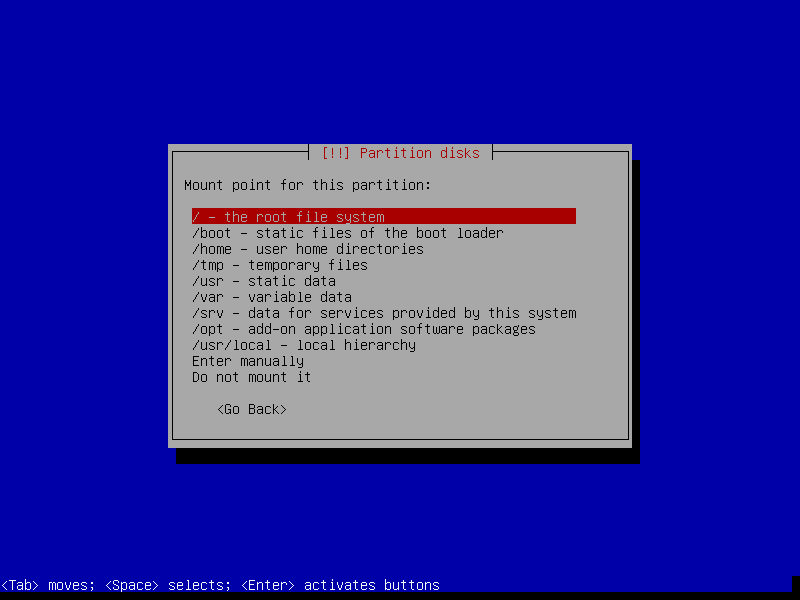 [!!] Partition disks
Mount point for this partition:
/ - the root file system
/boot - static files of the boot loader
/home - user home directories
/tmp - temporary files
/usr - static data
/var - variable data
/srv - data for services provided by this system
/opt - add-on application software packages
/usr/local - local hierarchy
Enter manually
Do not mount it
<Go Back>
<Tab> moves; <Space> selects; <Enter> activates buttons